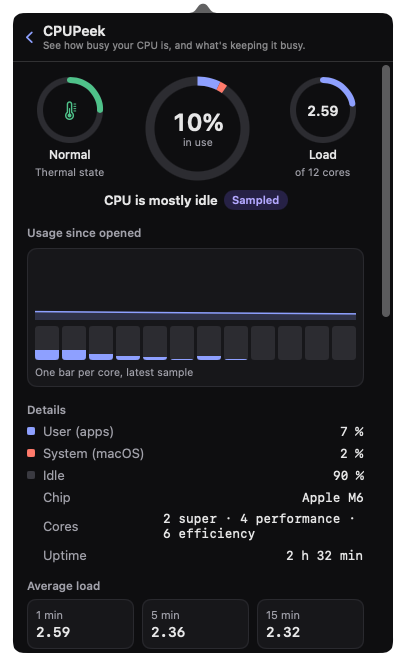 CPUPeek
See how busy your CPU is, and what's keeping it busy.
10%
in use
2.59
Normal
Thermal state
Load
of 12 cores
CPU is mostly idle Sampled
Usage since opened
One bar per core, latest sample
Details
User (apps) 7 %
System (macOS) 2 %
Idle 90 %
Chip Apple M6
Cores 2 super · 4 performance ·
6 efficiency
Uptime 2 h 32 min
Average load
1 min 5 min 15 min
2.59 2.36 2.32